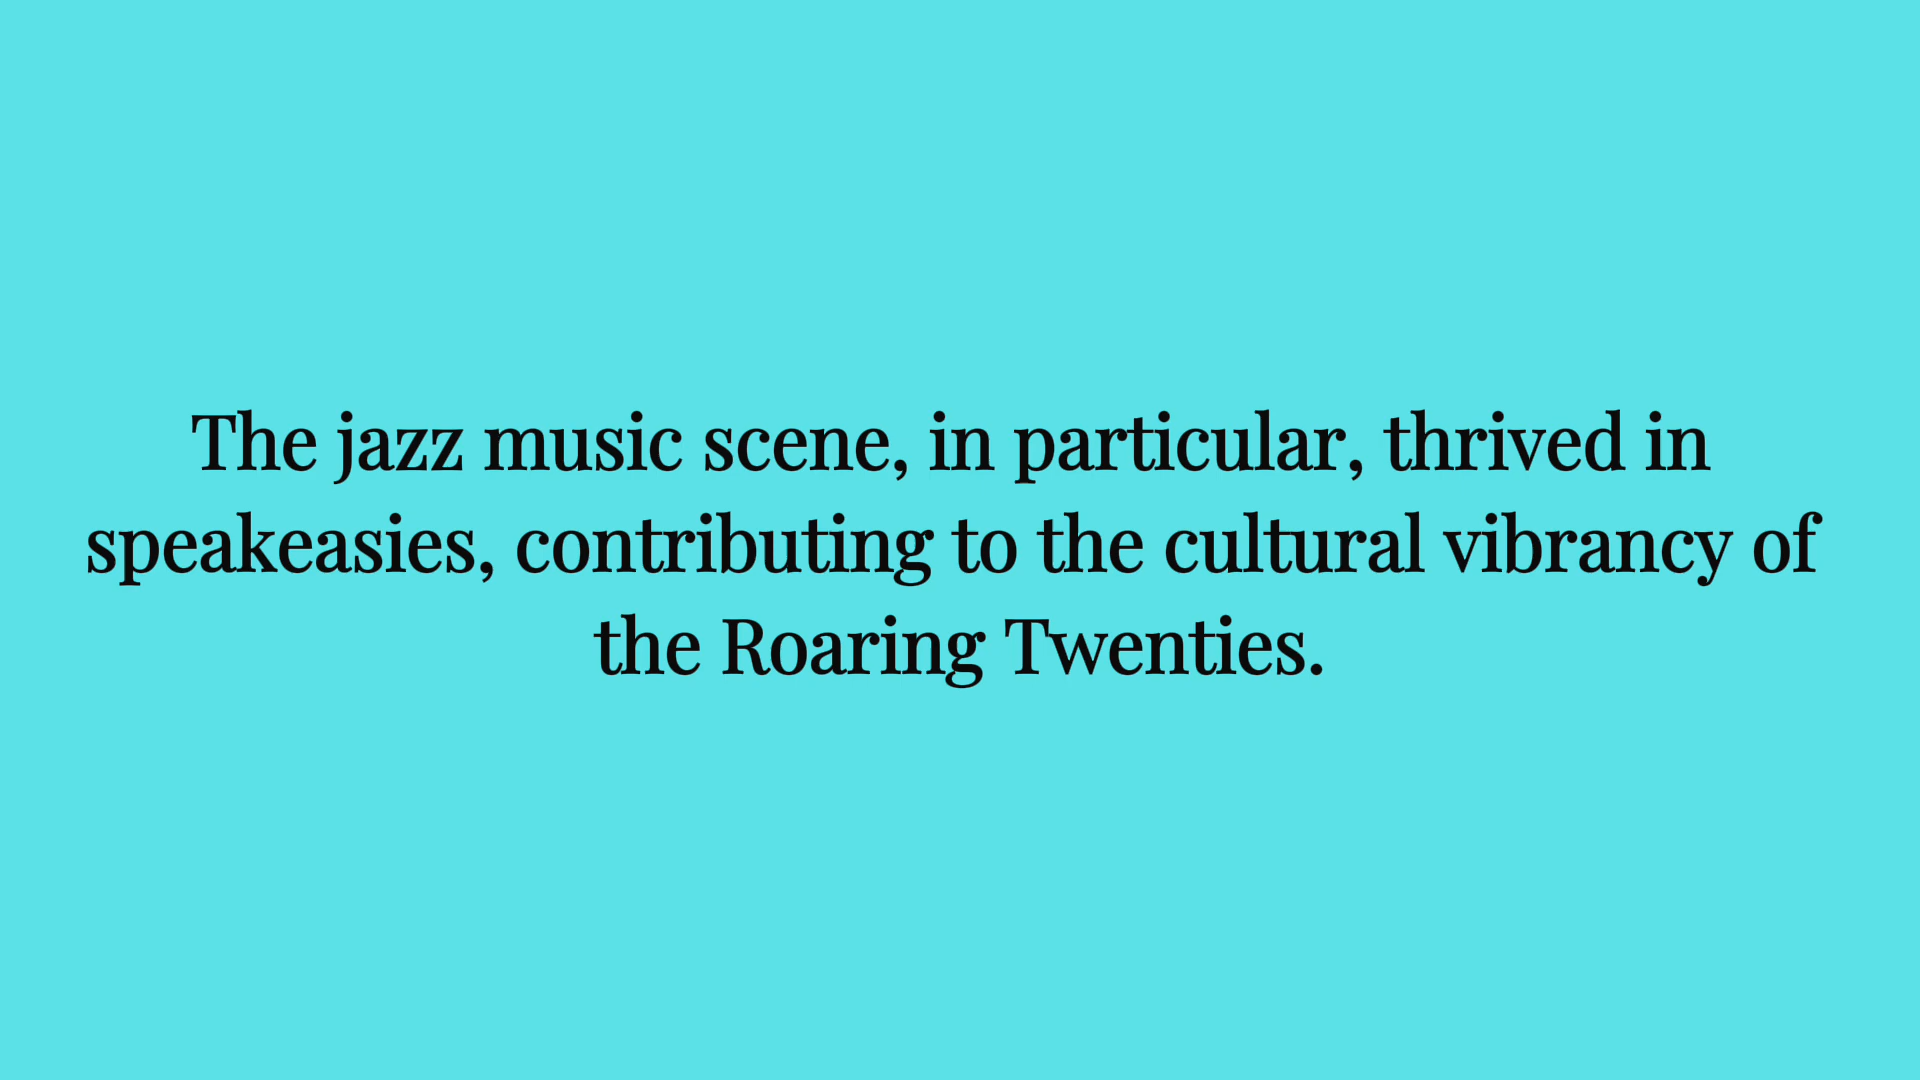 The jazz music scene, in particular, thrived in
speakeasies, contributing to the cultural vibrancy of
the Roaring Twenties.